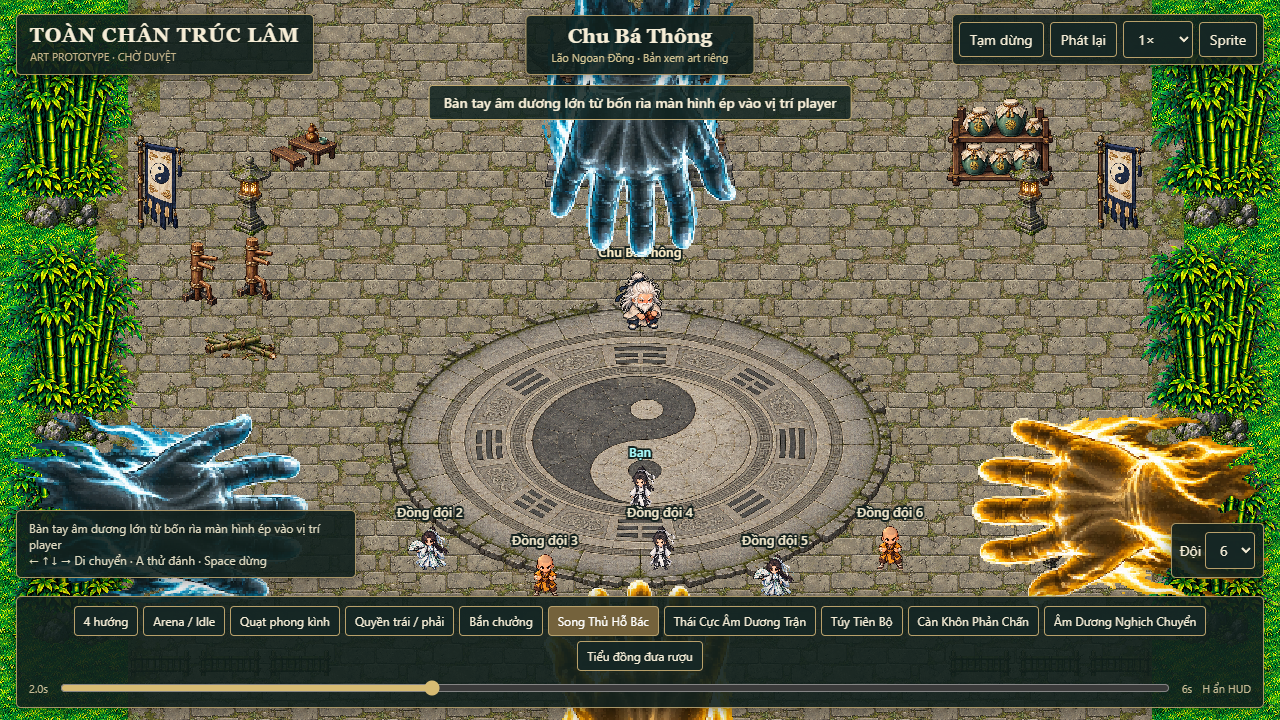 TOÀN CHÂN TRÚC LÂM
ART PROTOTYPE · CHỜ DUYỆT
Chu Bá Thông
Lão Ngoan Đồng · Bản xem art riêng
Tạm dừng
Phát lại
1×
Sprite
Bàn tay âm dương lớn từ bốn rìa màn hình ép vào vị trí player
Chu Bá Thông
Bạn
Đồng đội 2
Đồng đội 3
Đồng đội 4
Đồng đội 5
Đồng đội 6
Bàn tay âm dương lớn từ bốn rìa màn hình ép vào vị trí
player
← ↑↓ → Di chuyển · A thử đánh · Space dừng
Đội
6
4 hướng
Arena / Idle
Quạt phong kình
Quyền trái / phải
Bắn chưởng
Song Thủ Hỗ Bác
Thái Cực Âm Dương Trận
Túy Tiên Bộ
Càn Khôn Phản Chấn
Âm Dương Nghịch Chuyển
Tiểu đồng đưa rượu
2.0s
6s
H ẩn HUD